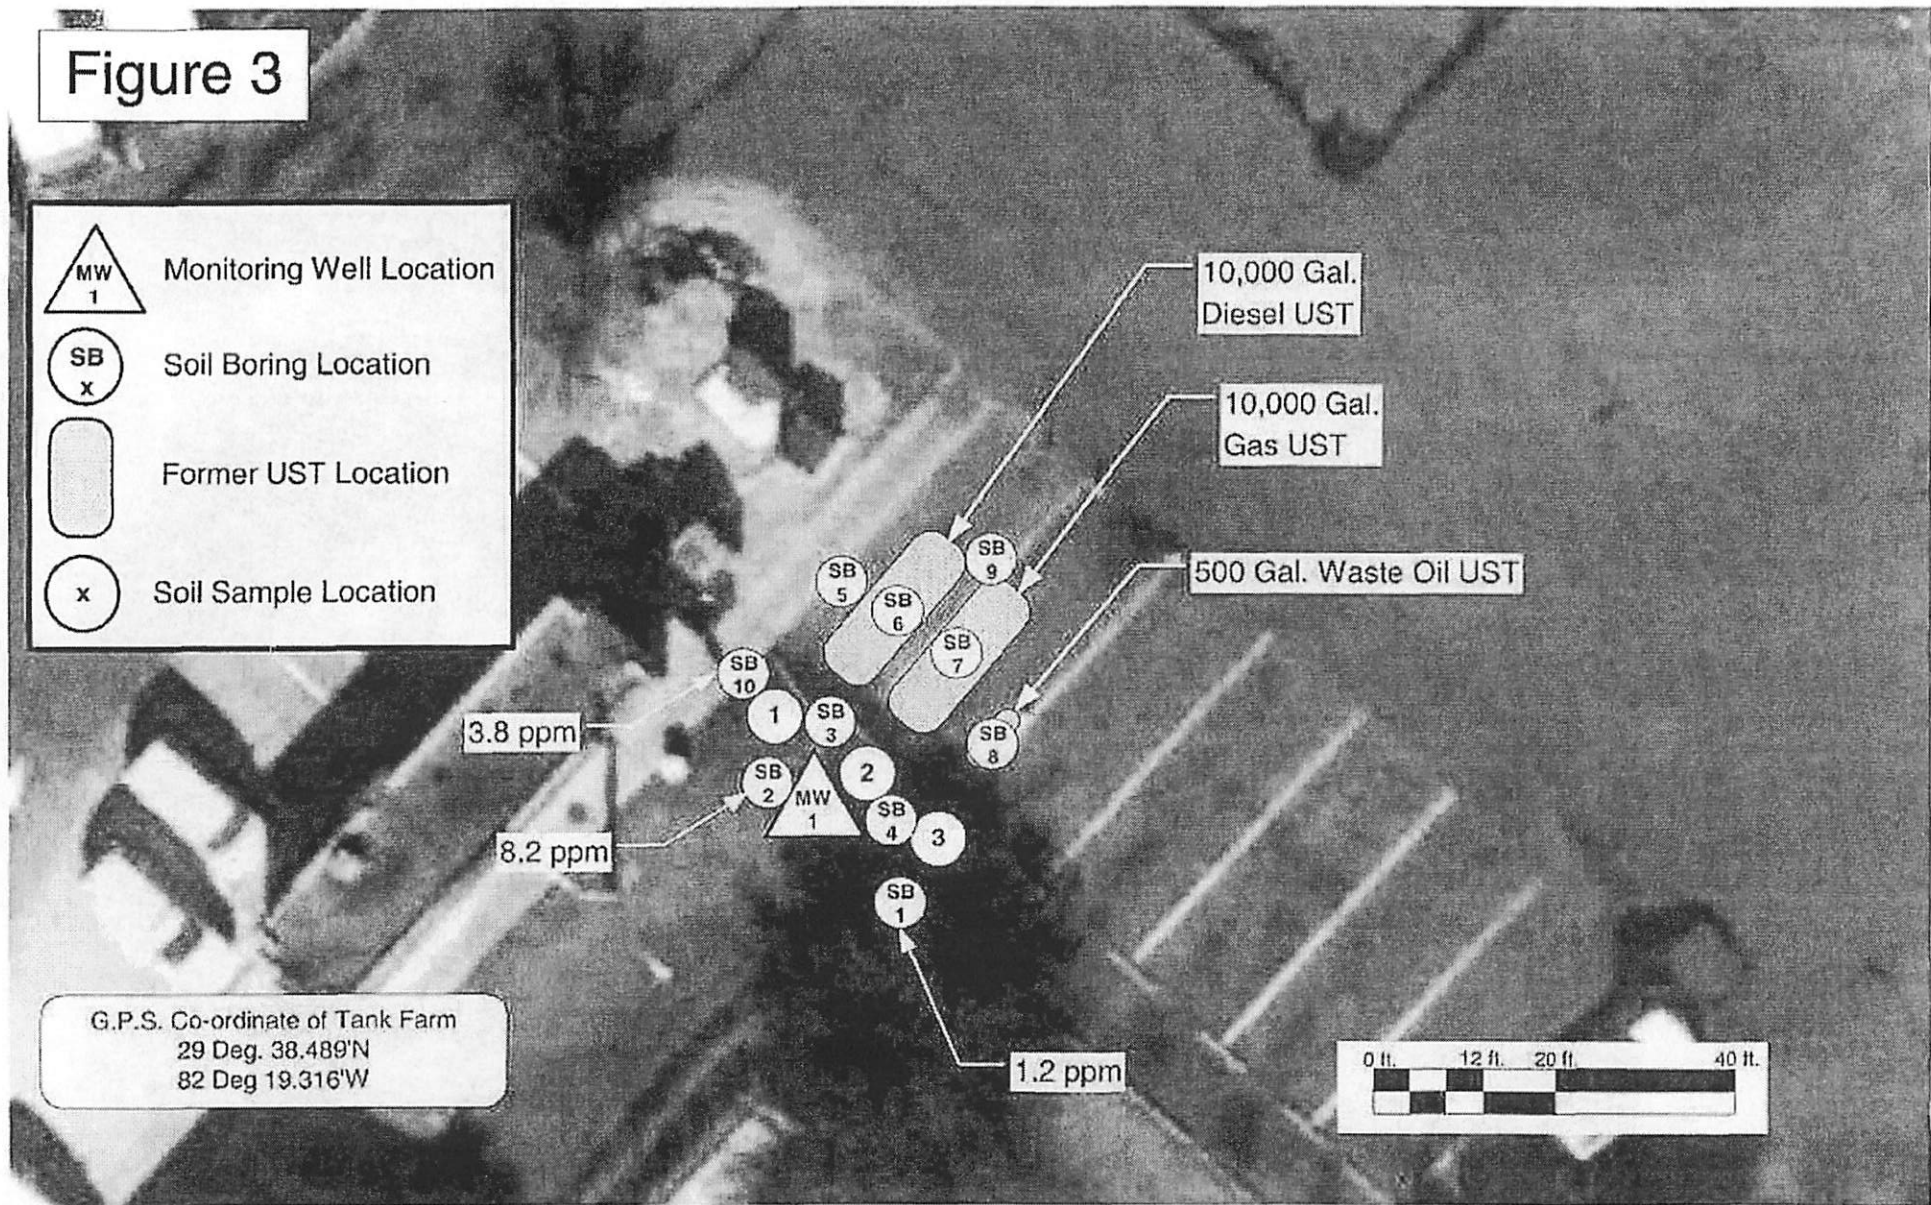 Figure 3
MW
1
Monitoring Well Location
SB
x
Soil Boring Location
Former UST Location
x
Soil Sample Location
10,000 Gal.
Diesel UST
10,000 Gal.
Gas UST
500 Gal. Waste Oil UST
SB
5
SB
6
SB
9
SB
7
SB
8
SB
10
1
SB
3
3.8 ppm
SB
2
MW
1
2
SB
4
3
8.2 ppm
SB
1
1.2 ppm
G.P.S. Co-ordinate of Tank Farm
29 Deg. 38.489'N
82 Deg 19.316'W
0 ft. 12 ft. 20 ft. 40 ft.